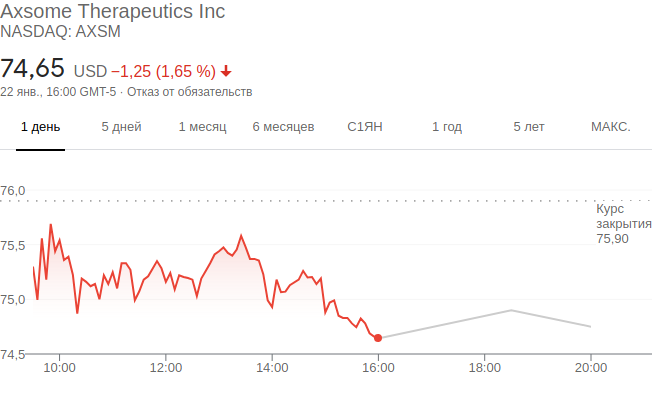 Axsome Therapeutics Inc
NASDAQ: AXSM
74,65 USD −1,25 (1,65 %)
22 янв., 16:00 GMT-5 · Отказ от обязательств
1 день 5 дней 1 месяц 6 месяцев С1ЯН 1 год 5 лет МАКС.
76,0
Курс
закрытия
75,90
75,5
75,0
74,5
10:00 12:00 14:00 16:00 18:00 20:00